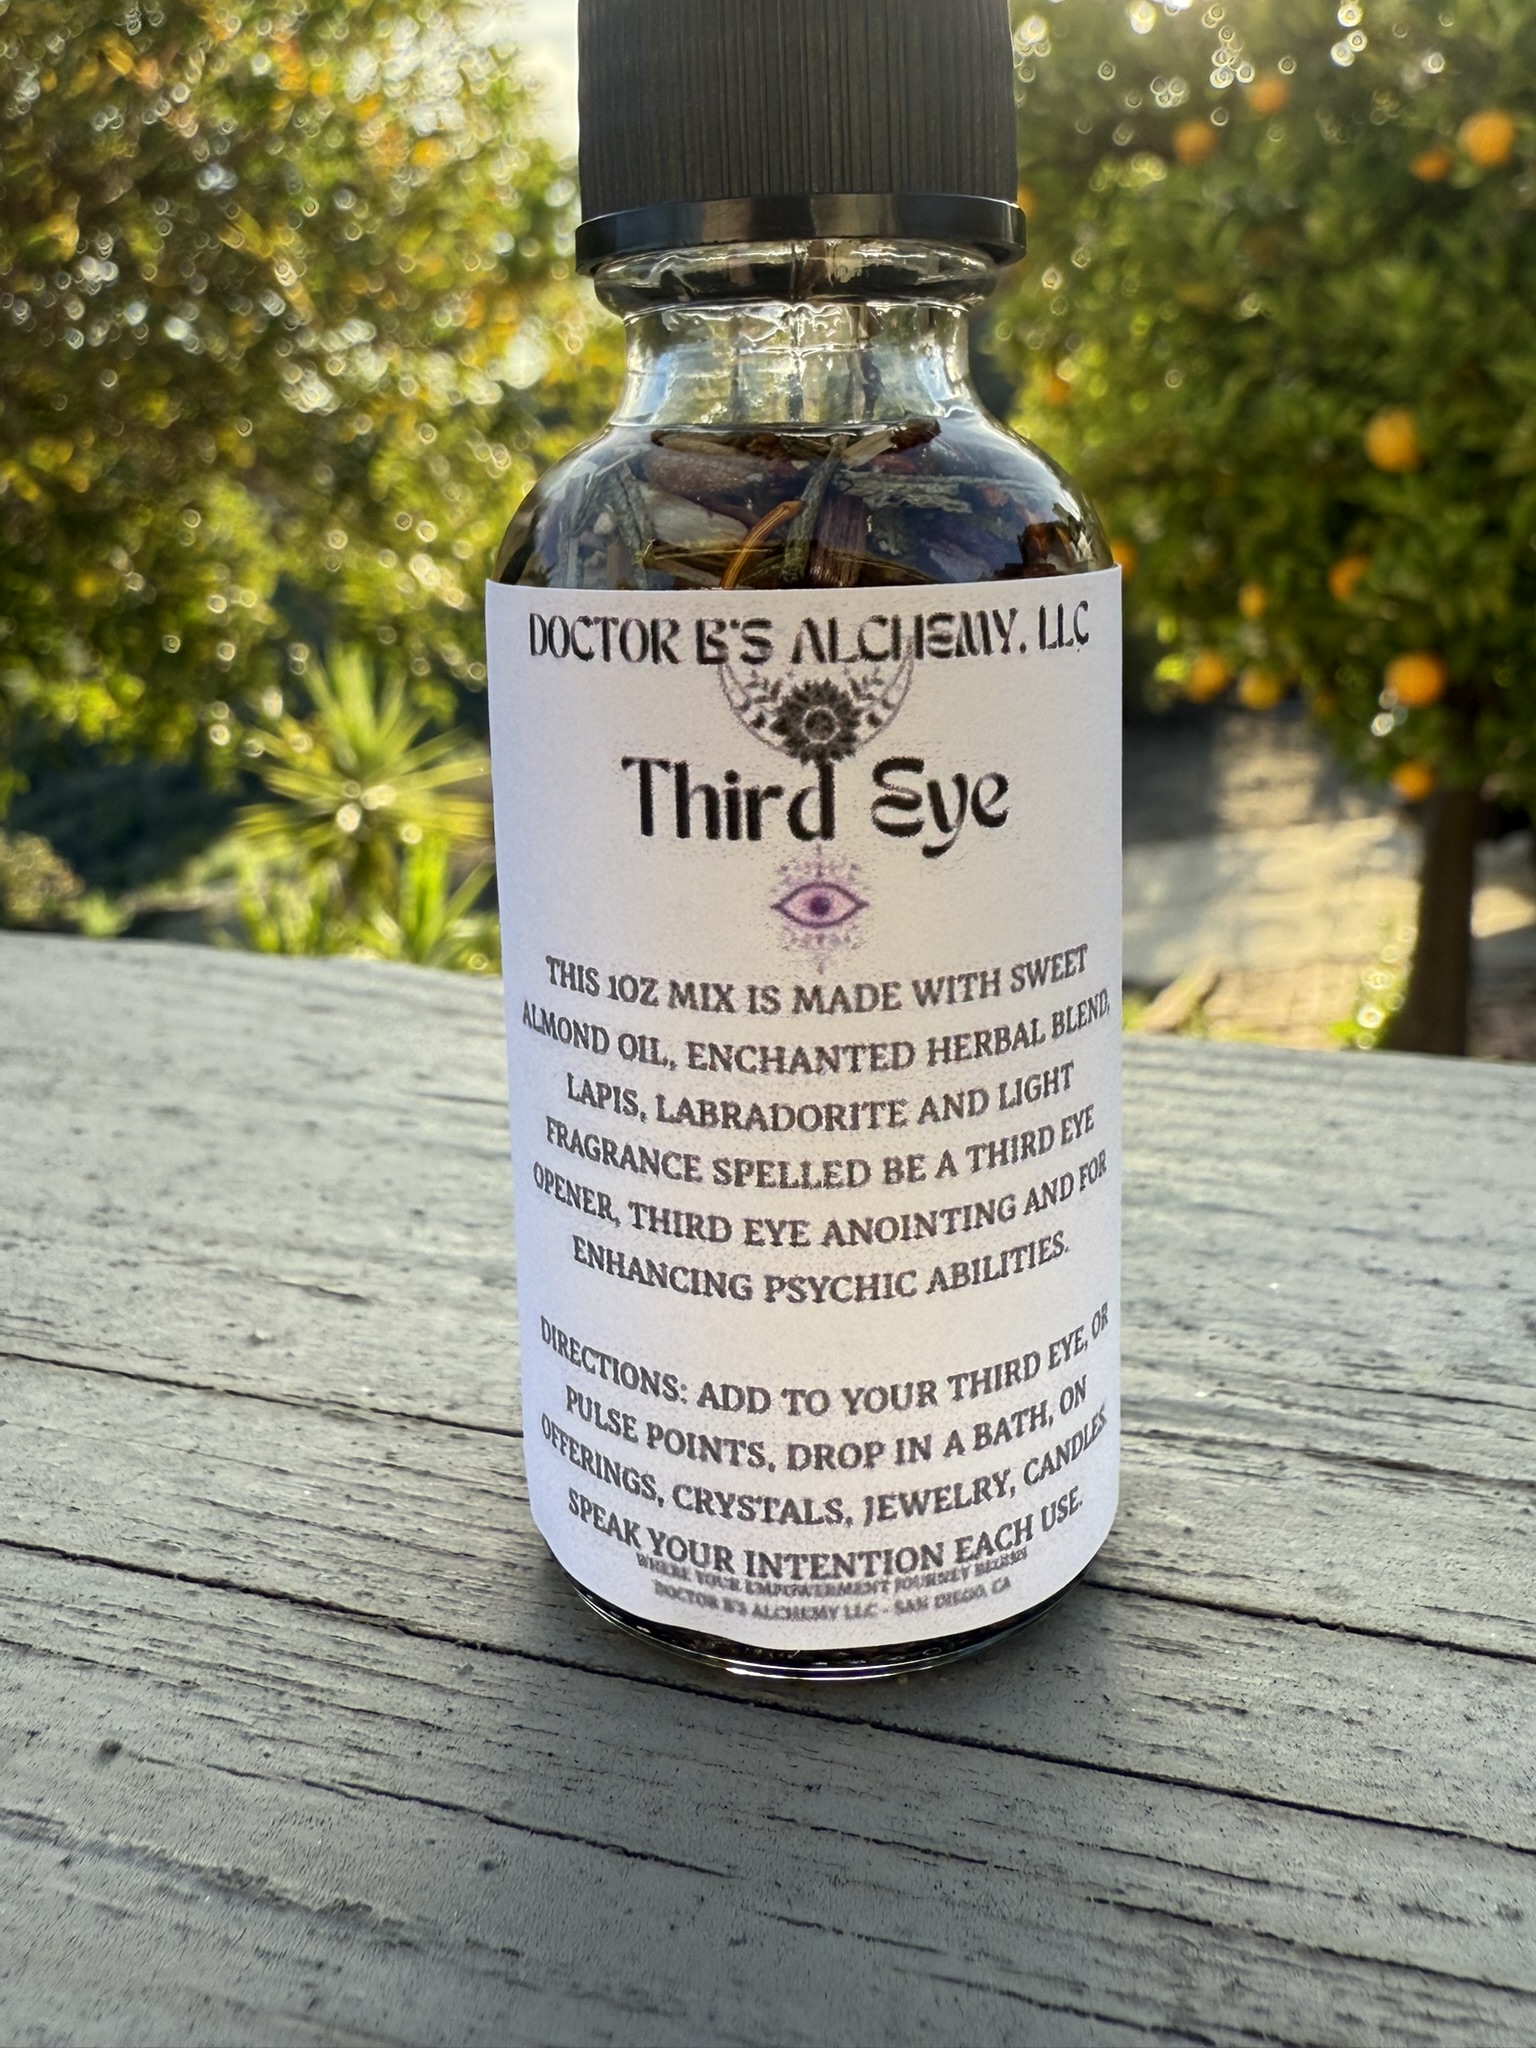 DOCTOR B'S ALCHEMY, LLC
Third Eye
THIS 1OZ MIX IS MADE WITH SWEET
ALMOND OIL, ENCHANTED HERBAL BLEND,
LAPIS, LABRADORITE AND LIGHT
FRAGRANCE SPELLED BE A THIRD EYE
OPENER, THIRD EYE ANOINTING AND FOR
ENHANCING PSYCHIC ABILITIES.
DIRECTIONS: ADD TO YOUR THIRD EYE, OR
PULSE POINTS, DROP IN A BATH, ON
OFFERINGS, CRYSTALS, JEWELRY, CANDLES.
SPEAK YOUR INTENTION EACH USE.
WHERE YOUR EMPOWERMENT JOURNEY BEGINS
DOCTOR B'S ALCHEMY LLC - SAN DIEGO, CA